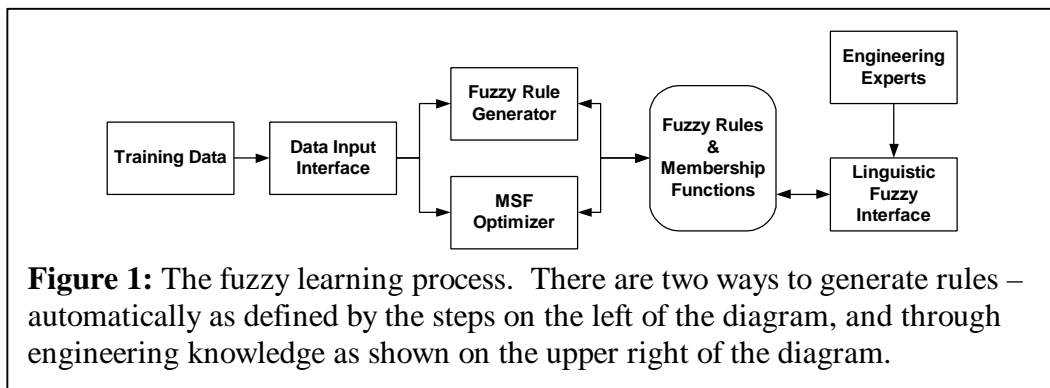 Training Data
Data Input
Interface
Fuzzy Rule
Generator
MSF
Optimizer
Fuzzy Rules
&
Membership
Functions
Engineering
Experts
Linguistic
Fuzzy
Interface
Figure 1: The fuzzy learning process. There are two ways to generate rules –
automatically as defined by the steps on the left of the diagram, and through
engineering knowledge as shown on the upper right of the diagram.